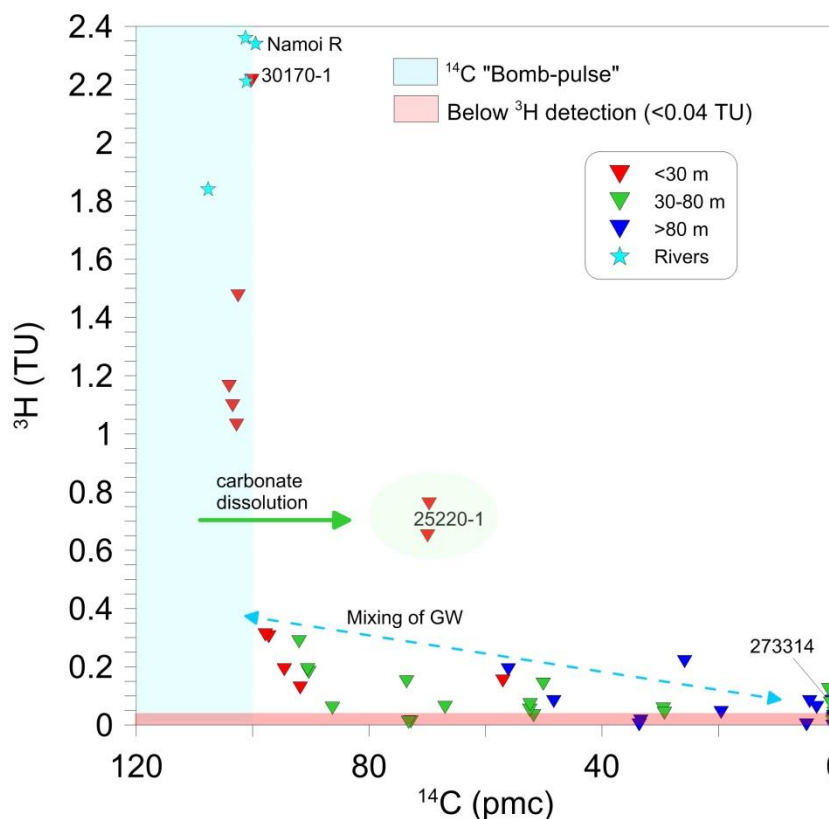 2.4
2.2
2
1.8
1.6
1.4
1.2
1
0.8
0.6
0.4
0.2
0
³H (TU)
Namoi R
30170-1
¹⁴C "Bomb-pulse"
Below ³H detection (<0.04 TU)
<30 m
30-80 m
>80 m
Rivers
carbonate
dissolution
25220-1
Mixing of GW
273314
120
80
40
0
¹⁴C (pmc)